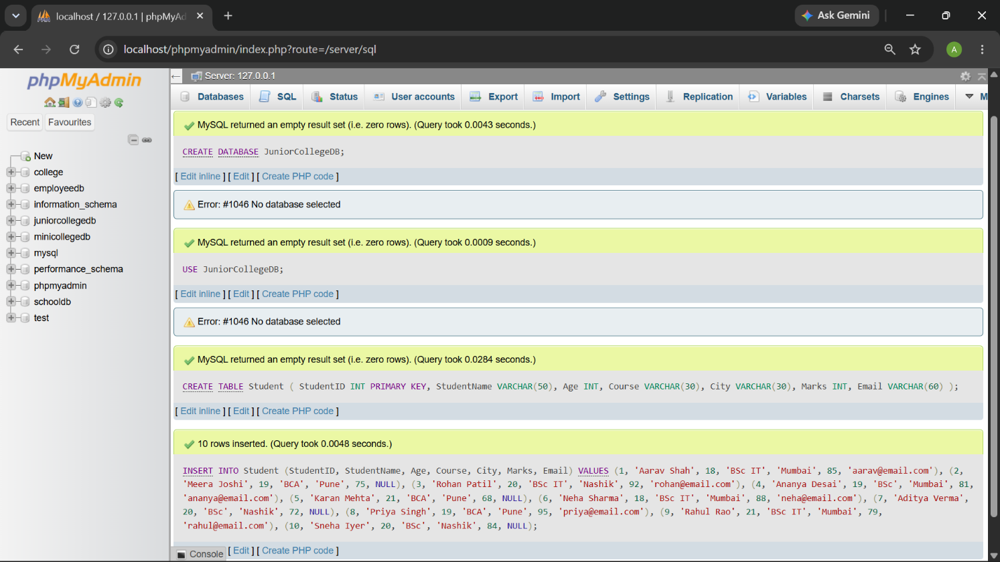 localhost / 127.0.0.1 | phpMyAd
Ask Gemini
localhost/phpmyadmin/index.php?route=/server/sql
A
phpMyAdmin
Recent
Favourites
New
college
employeedb
information_schema
juniorcollegedb
minicollegedb
mysql
performance_schema
phpmyadmin
schooldb
test
Server: 127.0.0.1
Databases SQL Status User accounts Export Import Settings Replication Variables Charsets Engines M
MySQL returned an empty result set (i.e. zero rows). (Query took 0.0043 seconds.)
CREATE DATABASE JuniorCollegeDB;
[ Edit inline ] [ Edit ] [ Create PHP code ]
Error: #1046 No database selected
MySQL returned an empty result set (i.e. zero rows). (Query took 0.0009 seconds.)
USE JuniorCollegeDB;
[ Edit inline ] [ Edit ] [ Create PHP code ]
Error: #1046 No database selected
MySQL returned an empty result set (i.e. zero rows). (Query took 0.0284 seconds.)
CREATE TABLE Student ( StudentID INT PRIMARY KEY, StudentName VARCHAR(50), Age INT, Course VARCHAR(30), City VARCHAR(30), Marks INT, Email VARCHAR(60) );
[ Edit inline ] [ Edit ] [ Create PHP code ]
10 rows inserted. (Query took 0.0048 seconds.)
INSERT INTO Student (StudentID, StudentName, Age, Course, City, Marks, Email) VALUES (1, 'Aarav Shah', 18, 'BSc IT', 'Mumbai', 85, 'aarav@email.com'), (2,
'Meera Joshi', 19, 'BCA', 'Pune', 75, NULL), (3, 'Rohan Patil', 20, 'BSc IT', 'Nashik', 92, 'rohan@email.com'), (4, 'Ananya Desai', 19, 'BSc', 'Mumbai', 81,
'ananya@email.com'), (5, 'Karan Mehta', 21, 'BCA', 'Pune', 68, NULL), (6, 'Neha Sharma', 18, 'BSc IT', 'Mumbai', 88, 'neha@email.com'), (7, 'Aditya Verma',
20, 'BSc', 'Nashik', 72, NULL), (8, 'Priya Singh', 19, 'BCA', 'Pune', 95, 'priya@email.com'), (9, 'Rahul Rao', 21, 'BSc IT', 'Mumbai', 79,
'rahul@email.com'), (10, 'Sneha Iyer', 20, 'BSc', 'Nashik', 84, NULL);
Console [ Edit ] [ Create PHP code ]